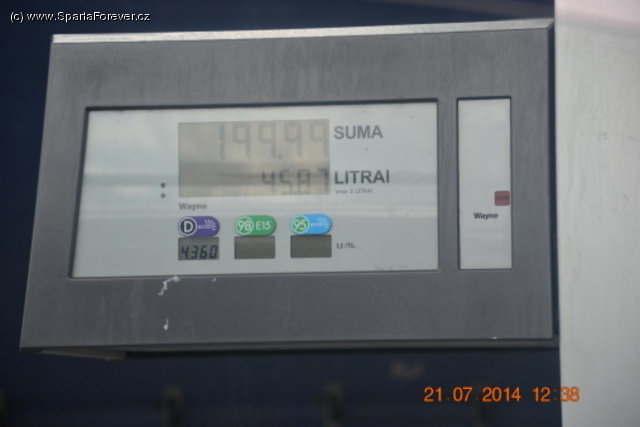 (c) www.SpartaForever.cz
199.99 SUMA
45.87 LITRAI
Wayne
D 98 E15 95
4.360 Lt/1L
Wayne
21.07.2014 12:38